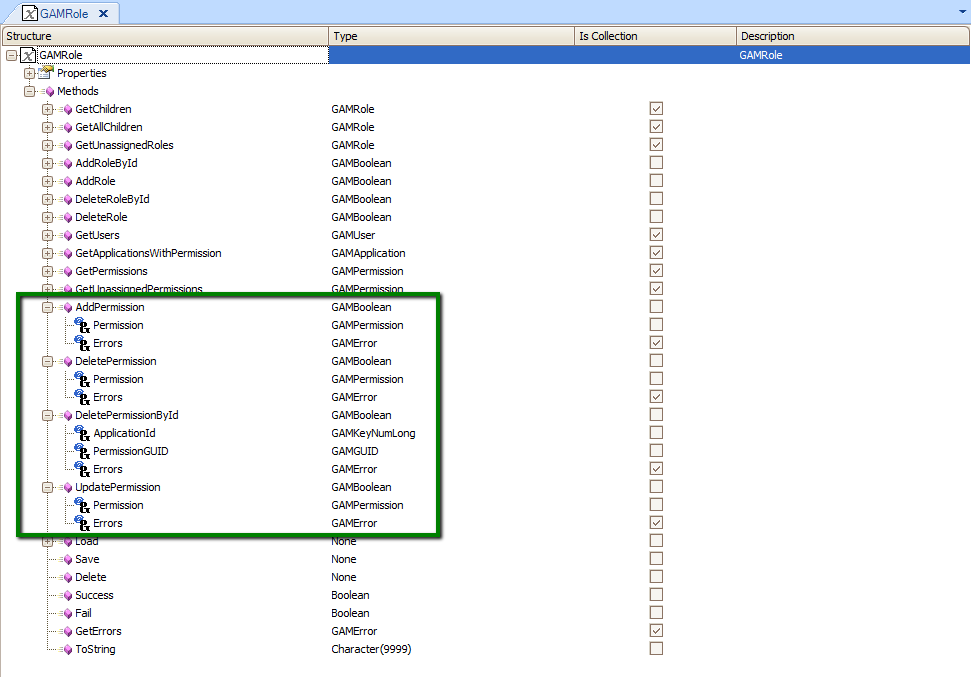 GAMRole
Structure Type Is Collection Description
GAMRole GAMRole
Properties
Methods
GetChildren GAMRole
GetAllChildren GAMRole
GetUnassignedRoles GAMRole
AddRoleById GAMBoolean
AddRole GAMBoolean
DeleteRoleById GAMBoolean
DeleteRole GAMBoolean
GetUsers GAMUser
GetApplicationsWithPermission GAMApplication
GetPermissions GAMPermission
GetUnassignedPermissions GAMPermission
AddPermission GAMBoolean
Permission GAMPermission
Errors GAMError
DeletePermission GAMBoolean
Permission GAMPermission
Errors GAMError
DeletePermissionById GAMBoolean
ApplicationId GAMKeyNumLong
PermissionGUID GAMGUID
Errors GAMError
UpdatePermission GAMBoolean
Permission GAMPermission
Errors GAMError
Load None
Save None
Delete None
Success Boolean
Fail Boolean
GetErrors GAMError
ToString Character(9999)